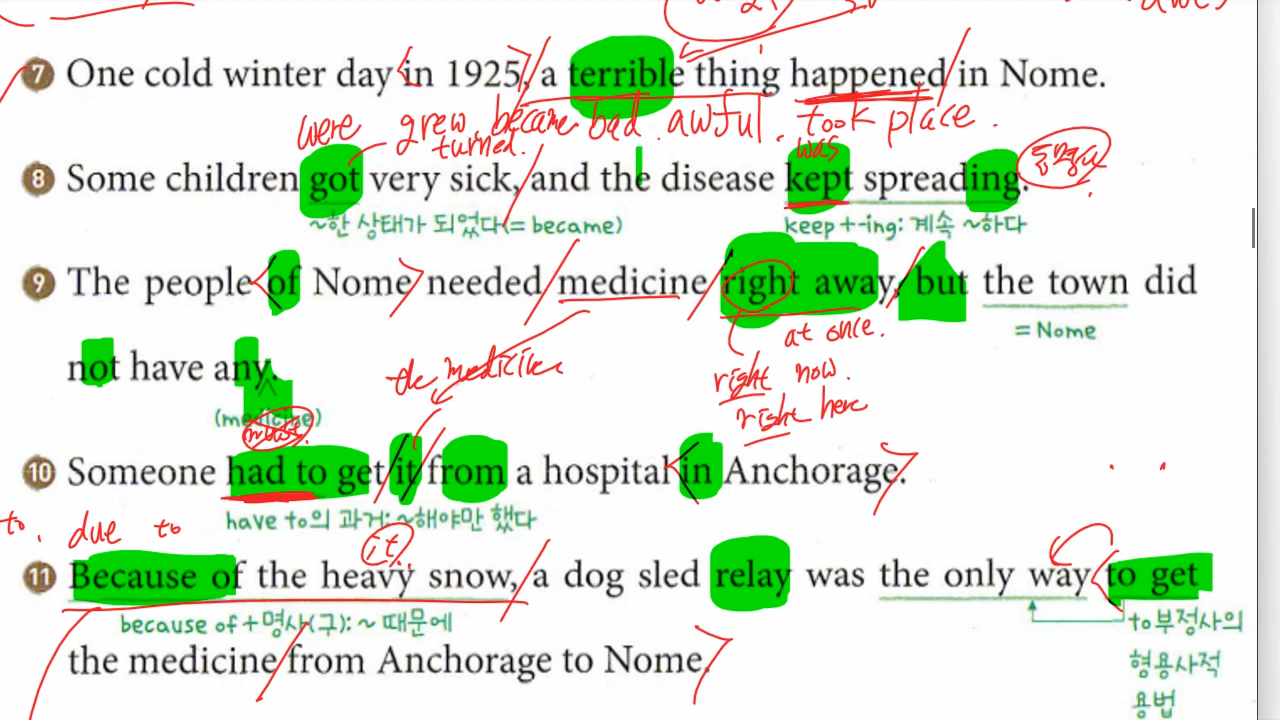 7 One cold winter day in 1925, a terrible thing happened in Nome.
were grew became bad awful took place.
turned. was 동명사
8 Some children got very sick, and the disease kept spreading.
~한 상태가 되었다(= became) keep +-ing: 계속 ~하다
9 The people of Nome needed medicine right away, but the town did
at once. = Nome
not have any.
the medicine right now.
(medicine) right here
must
10 Someone had to get it from a hospital in Anchorage.
have to의 과거: ~해야만 했다
to, due to it
11 Because of the heavy snow, a dog sled relay was the only way to get
because of + 명사(구): ~ 때문에 to부정사의
the medicine from Anchorage to Nome.
형용사적
용법